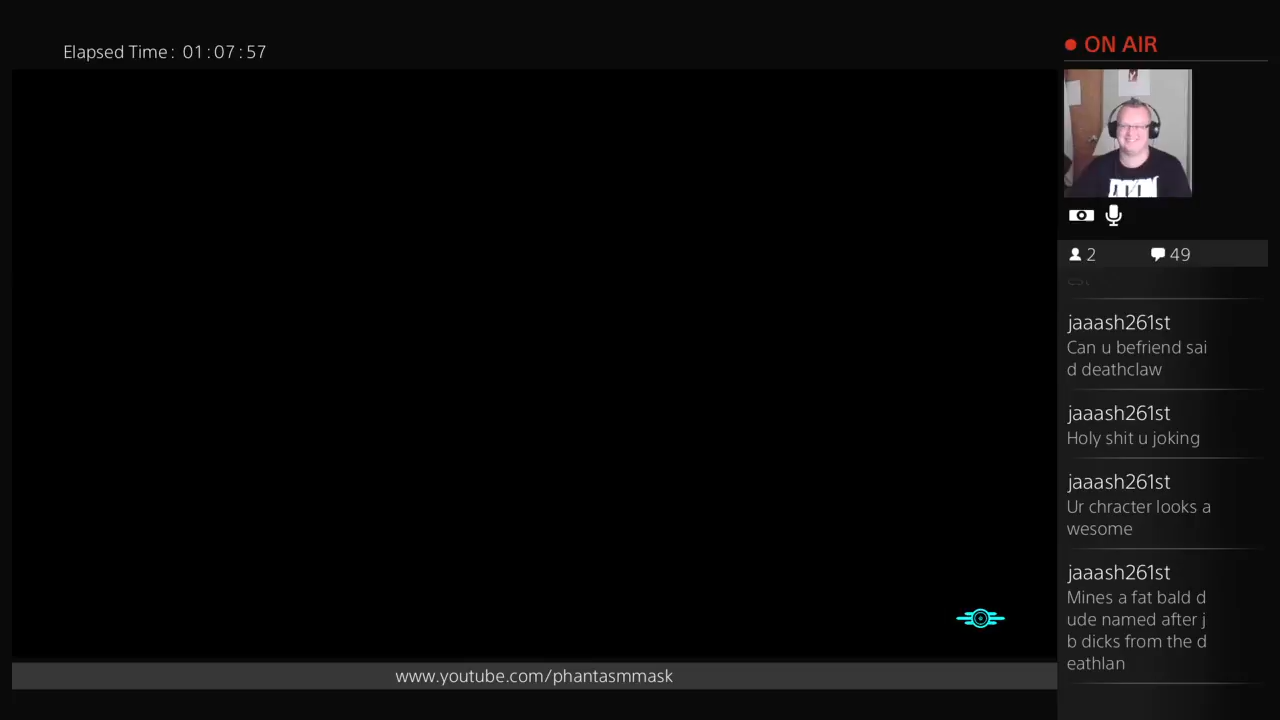 Elapsed Time: 01:07:57
ON AIR
DOOM
2 49
jaaash261st
Can u befriend sai
d deathclaw
jaaash261st
Holy shit u joking
jaaash261st
Ur chracter looks a
wesome
jaaash261st
Mines a fat bald d
ude named after j
b dicks from the d
eathlan
www.youtube.com/phantasmmask